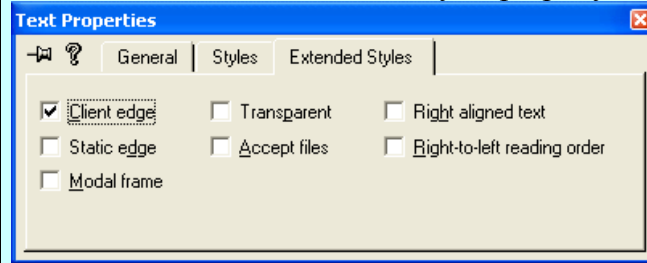 Text Properties
General Styles Extended Styles
Client edge Transparent Right aligned text
Static edge Accept files Right-to-left reading order
Modal frame